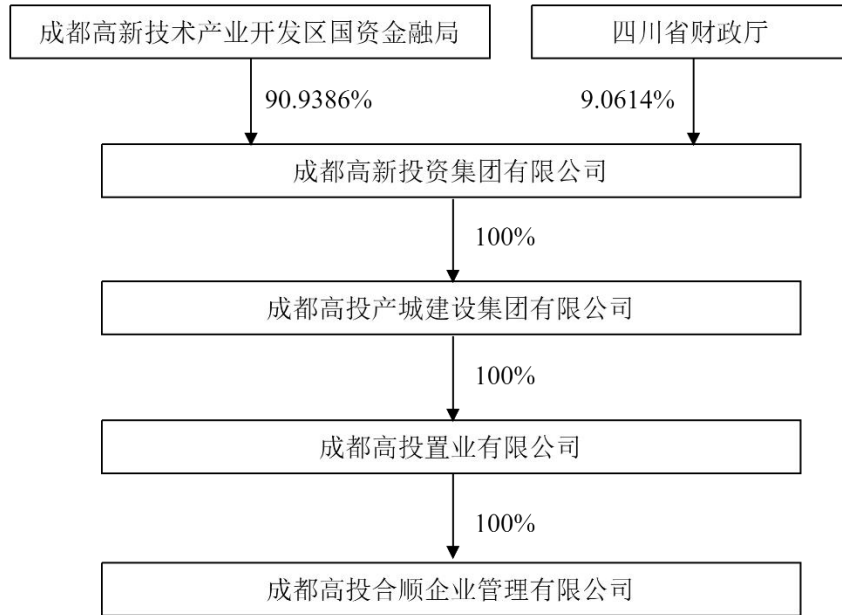 成都高新技术产业开发区国资金融局
四川省财政厅
90.9386%
9.0614%
成都高新投资集团有限公司
100%
成都高投产城建设集团有限公司
100%
成都高投置业有限公司
100%
成都高投合顺企业管理有限公司